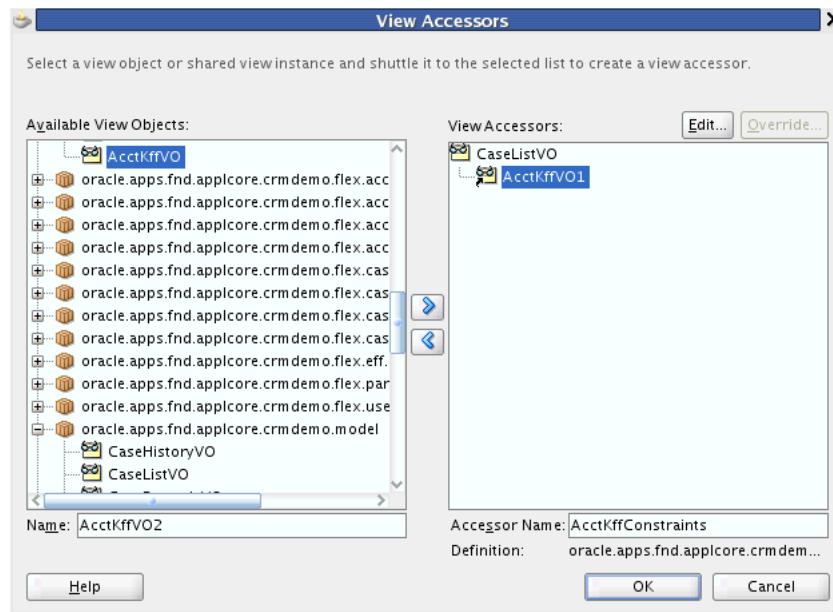 View Accessors
Select a view object or shared view instance and shuttle it to the selected list to create a view accessor.
Available View Objects:
AcctKffVO
oracle.apps.fnd.applcore.crmdemo.flex.acc
oracle.apps.fnd.applcore.crmdemo.flex.acc
oracle.apps.fnd.applcore.crmdemo.flex.acc
oracle.apps.fnd.applcore.crmdemo.flex.acc
oracle.apps.fnd.applcore.crmdemo.flex.cas
oracle.apps.fnd.applcore.crmdemo.flex.cas
oracle.apps.fnd.applcore.crmdemo.flex.cas
oracle.apps.fnd.applcore.crmdemo.flex.cas
oracle.apps.fnd.applcore.crmdemo.flex.eff.
oracle.apps.fnd.applcore.crmdemo.flex.par
oracle.apps.fnd.applcore.crmdemo.flex.use
oracle.apps.fnd.applcore.crmdemo.model
CaseHistoryVO
CaseListVO
Name: AcctKffVO2
View Accessors: Edit... Override...
CaseListVO
AcctKffVO1
Accessor Name: AcctKffConstraints
Definition: oracle.apps.fnd.applcore.crmdem...
Help OK Cancel